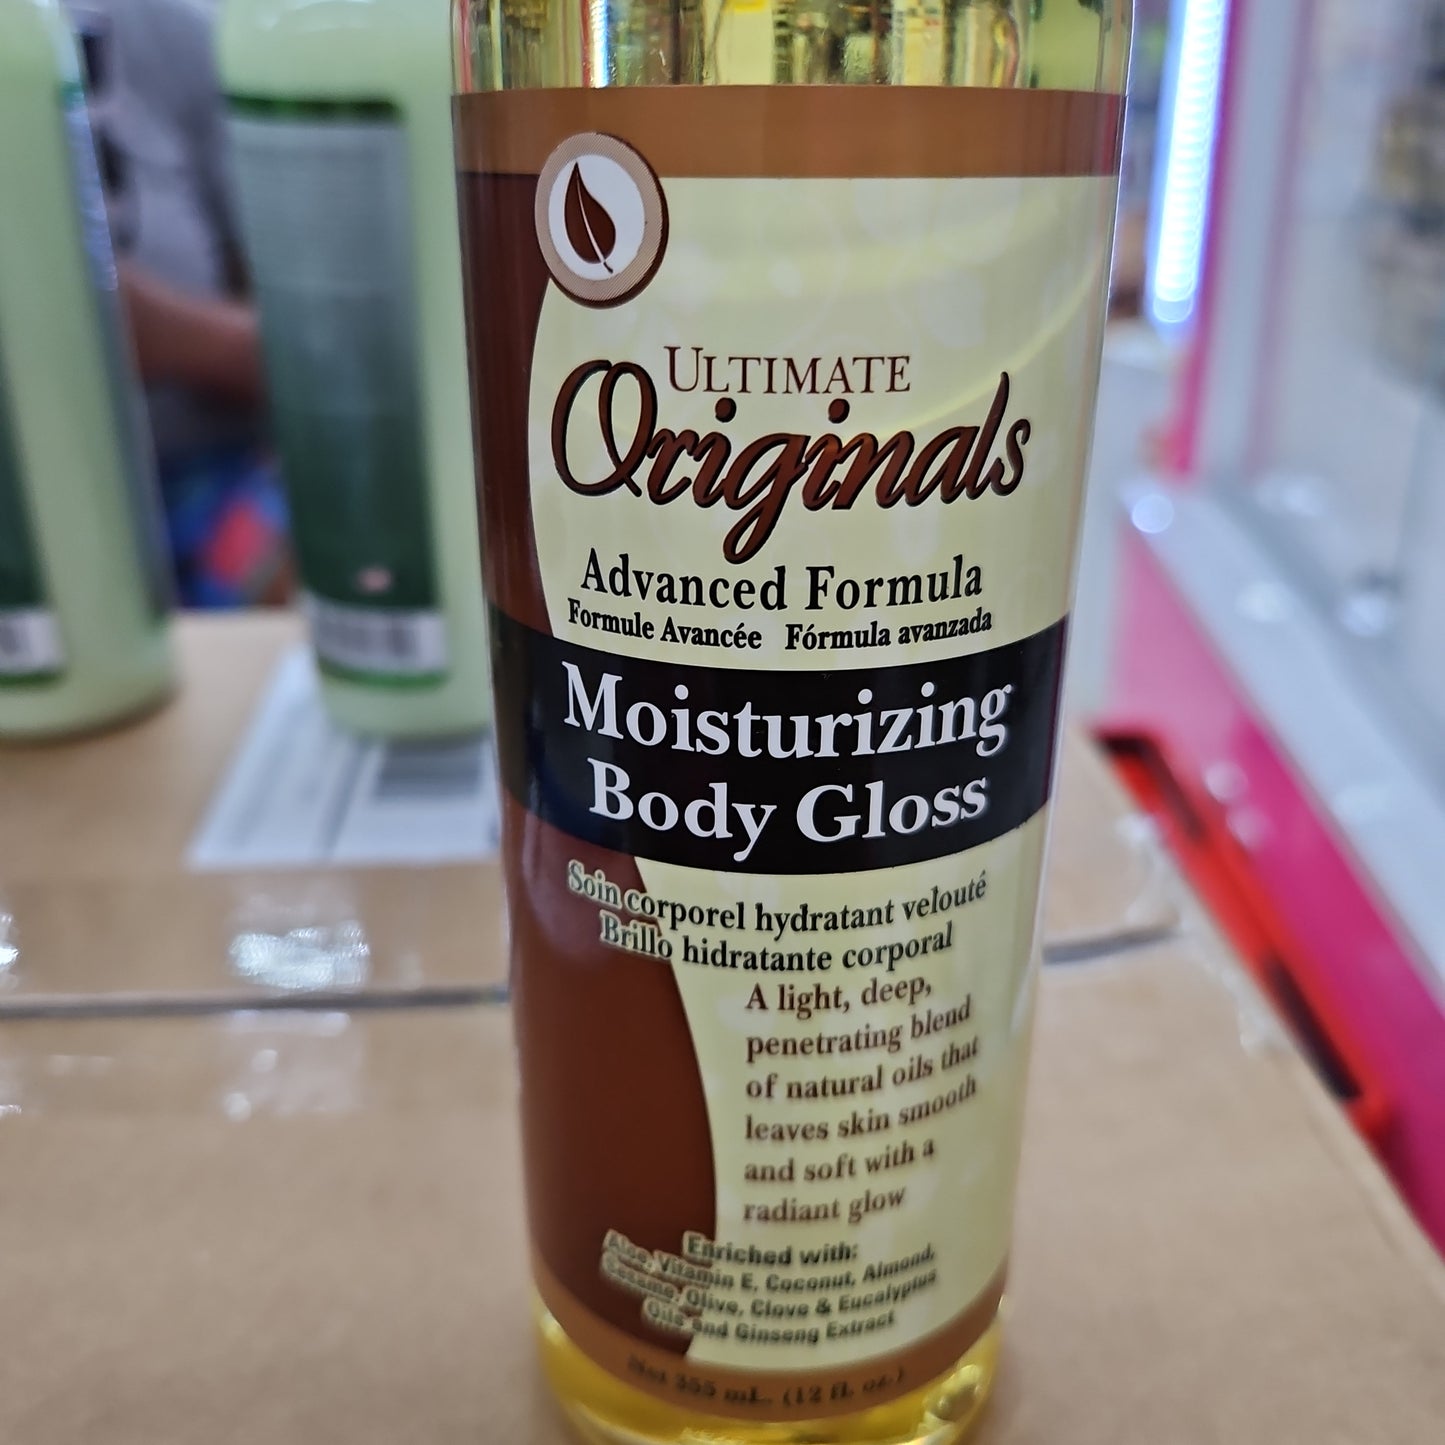 ULTIMATE
Originals
Advanced Formula
Formule Avancée Fórmula avanzada
Moisturizing
Body Gloss
Soin corporel hydratant velouté
Brillo hidratante corporal
A light, deep,
penetrating blend
of natural oils that
leaves skin smooth
and soft with a
radiant glow
Enriched with:
Aloe, Vitamin E, Coconut, Almond,
Sesame, Olive, Clove & Eucalyptus
Oils and Ginseng Extract
Net 355 mL. (12 fl. oz.)